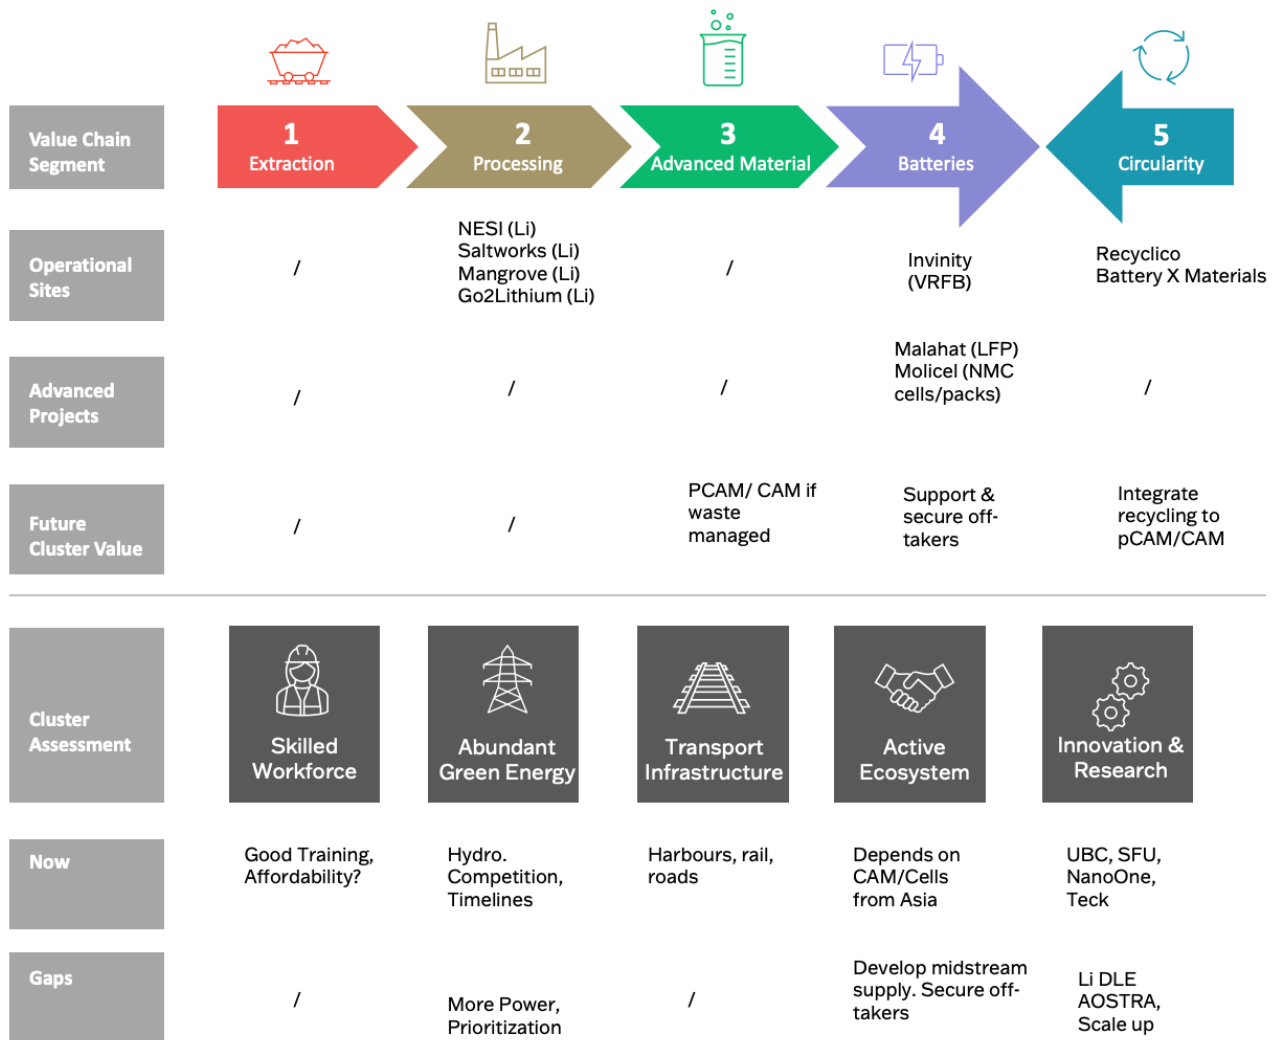 1
Extraction
2
Processing
3
Advanced Material
4
Batteries
5
Circularity
Value Chain
Segment
Operational
Sites
/
NESI (Li)
Saltworks (Li)
Mangrove (Li)
Go2Lithium (Li)
/
Invinity
(VRFB)
Recyclico
Battery X Materials
Advanced
Projects
/
/
/
Malahat (LFP)
Molicel (NMC
cells/packs)
/
Future
Cluster Value
/
/
PCAM/ CAM if
waste
managed
Support &
secure off-
takers
Integrate
recycling to
pCAM/CAM
Cluster
Assessment
Skilled
Workforce
Abundant
Green Energy
Transport
Infrastructure
Active
Ecosystem
Innovation &
Research
Now
Good Training,
Affordability?
Hydro.
Competition,
Timelines
Harbours, rail,
roads
Depends on
CAM/Cells
from Asia
UBC, SFU,
NanoOne,
Teck
Gaps
/
More Power,
Prioritization
/
Develop midstream
supply. Secure off-
takers
Li DLE
AOSTRA,
Scale up